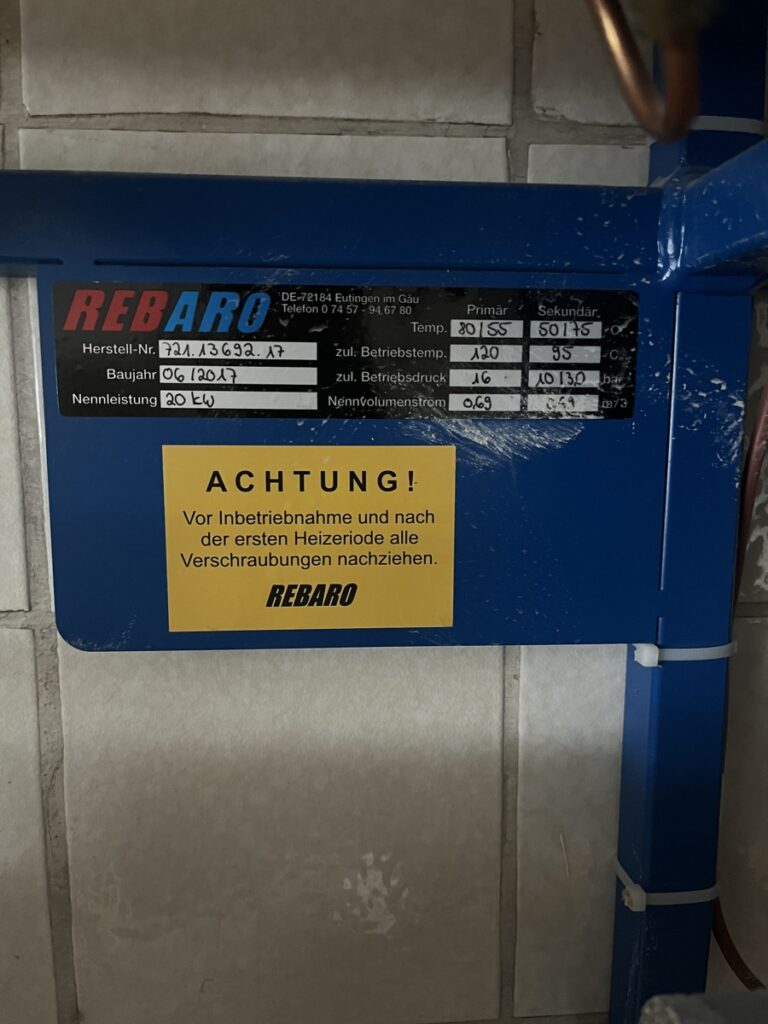 REBARO DE-72184 Eutingen im Gäu
Telefon 0 74 57 - 94 67 80
Primär Sekundär
Temp. 80/55 50/75 °C
Herstell-Nr. 721.13692.17 zul. Betriebstemp. 120 95 °C
Baujahr 06/2017 zul. Betriebsdruck 16 10/3,0 bar
Nennleistung 20 kW Nennvolumenstrom 0,69 0,69 m/3
ACHTUNG!
Vor Inbetriebnahme und nach
der ersten Heizeriode alle
Verschraubungen nachziehen.
REBARO